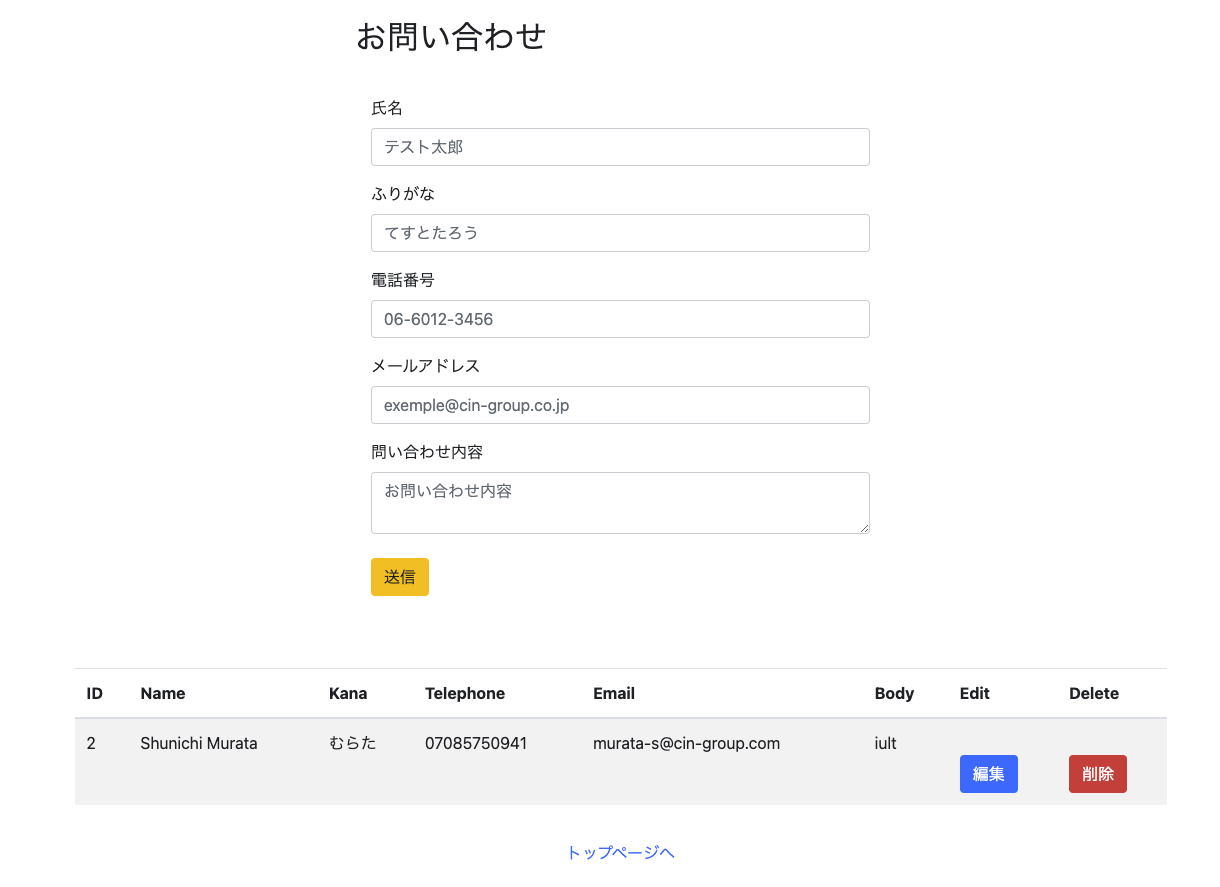 お問い合わせ
氏名
テスト太郎
ふりがな
てすとたろう
電話番号
06-6012-3456
メールアドレス
exemple@cin-group.co.jp
問い合わせ内容
お問い合わせ内容
送信
ID Name Kana Telephone Email Body Edit Delete
2 Shunichi Murata むらた 07085750941 murata-s@cin-group.com iult
編集 削除
トップページへ